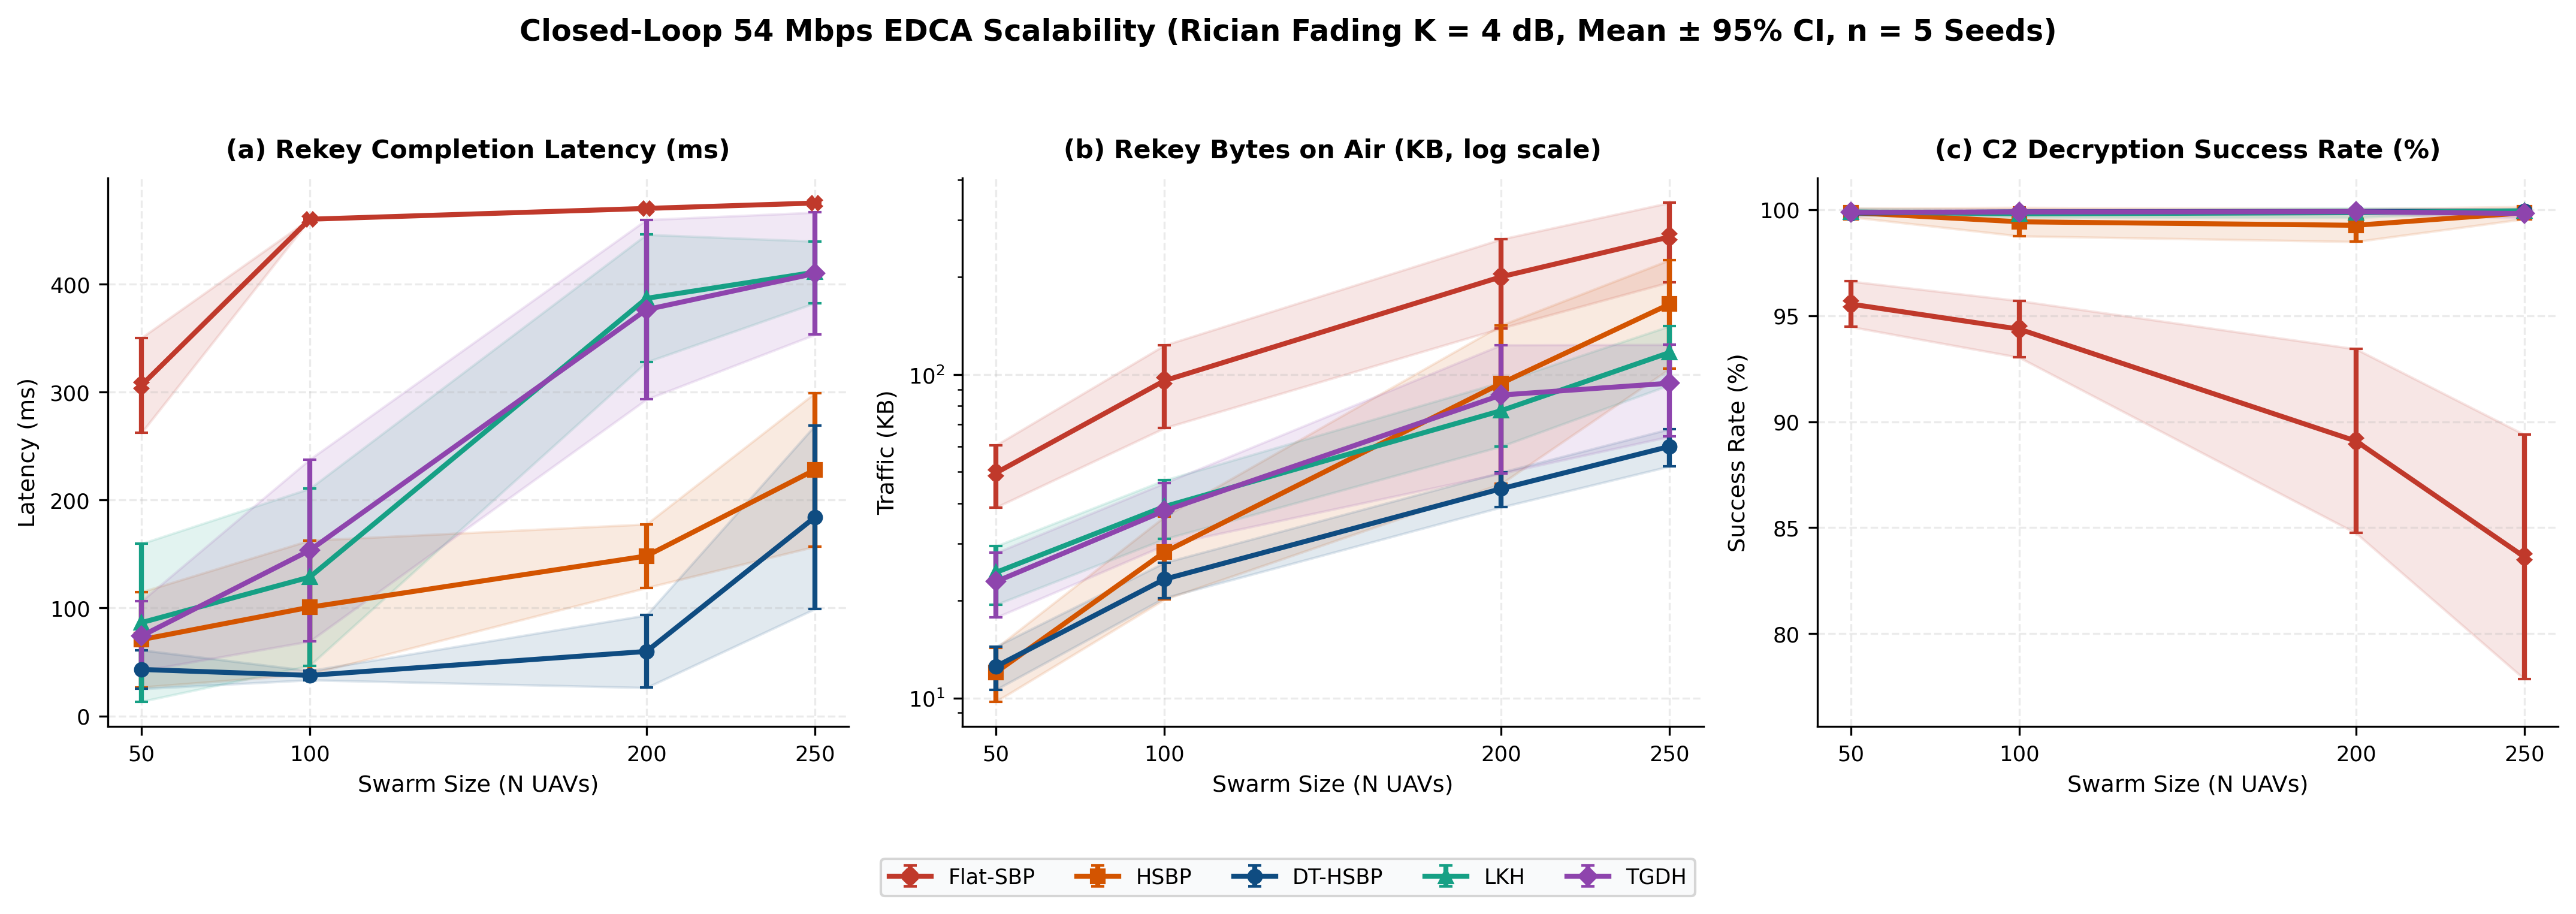 Closed-Loop 54 Mbps EDCA Scalability (Rician Fading K = 4 dB, Mean ± 95% CI, n = 5 Seeds)
(a) Rekey Completion Latency (ms)
Latency (ms)
400
300
200
100
0
50 100 200 250
Swarm Size (N UAVs)
(b) Rekey Bytes on Air (KB, log scale)
Traffic (KB)
10²
10¹
50 100 200 250
Swarm Size (N UAVs)
(c) C2 Decryption Success Rate (%)
Success Rate (%)
100
95
90
85
80
50 100 200 250
Swarm Size (N UAVs)
Flat-SBP HSBP DT-HSBP LKH TGDH